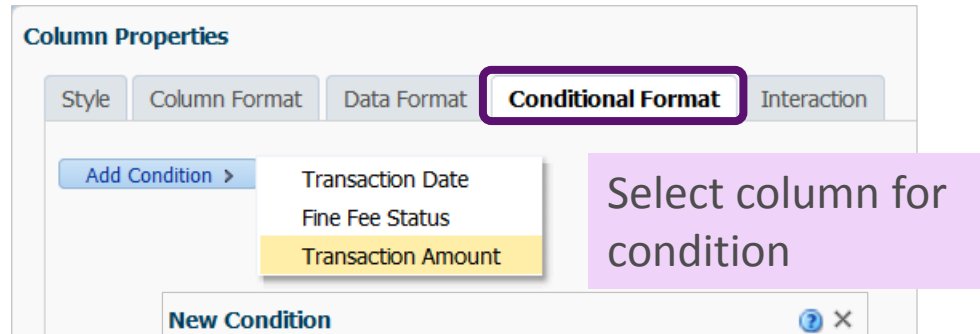 Column Properties
Style Column Format Data Format Conditional Format Interaction
Add Condition >
Transaction Date
Fine Fee Status
Transaction Amount
Select column for
condition
New Condition ? ×